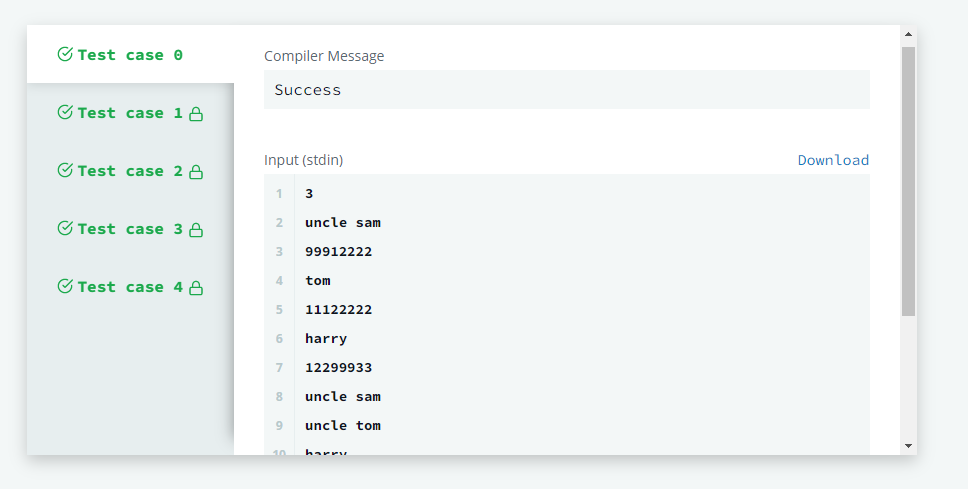 Test case 0
Test case 1
Test case 2
Test case 3
Test case 4
Compiler Message
Success
Input (stdin)
Download
1 3
2 uncle sam
3 99912222
4 tom
5 11122222
6 harry
7 12299933
8 uncle sam
9 uncle tom
10 harry